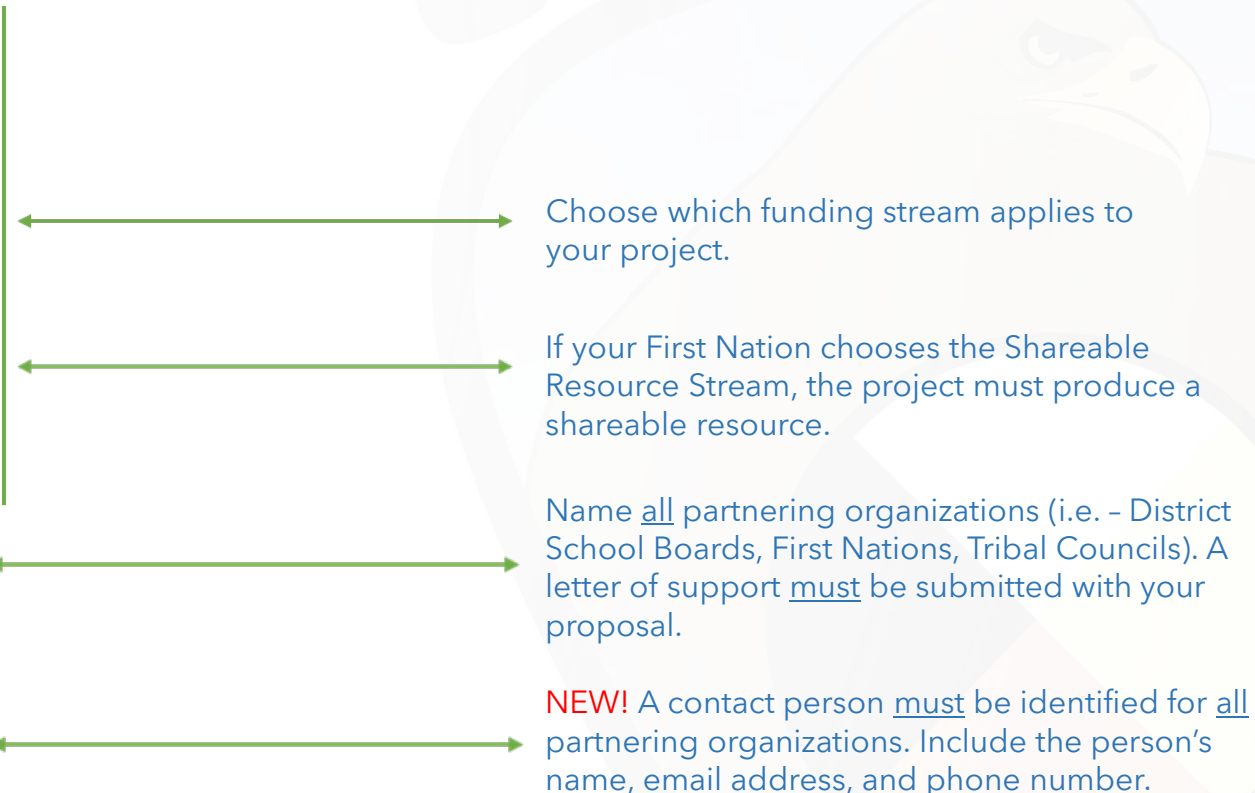 Choose which funding stream applies to
your project.
If your First Nation chooses the Shareable
Resource Stream, the project must produce a
shareable resource.
Name all partnering organizations (i.e. – District
School Boards, First Nations, Tribal Councils). A
letter of support must be submitted with your
proposal.
NEW! A contact person must be identified for all
partnering organizations. Include the person’s
name, email address, and phone number.